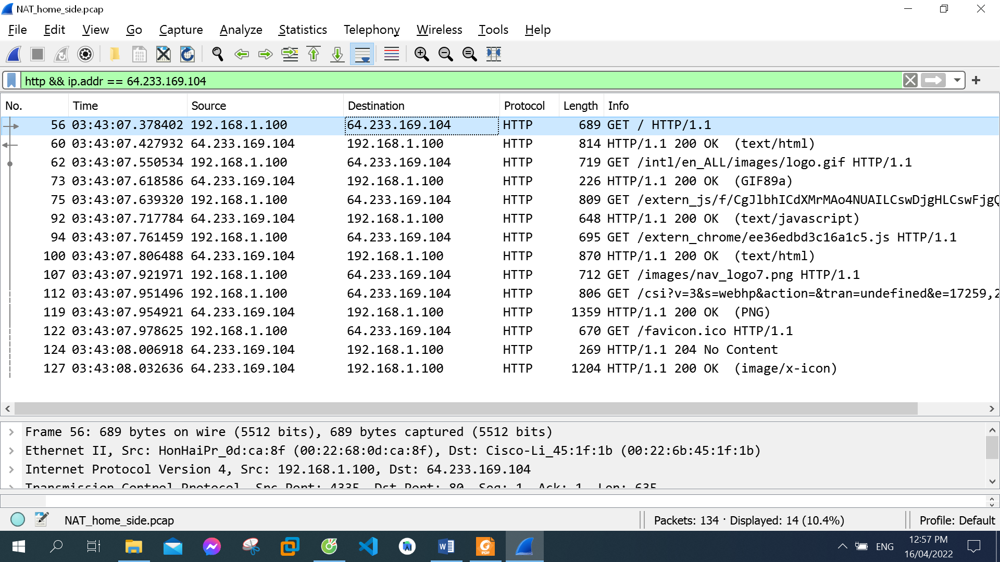 NAT_home_side.pcap
File Edit View Go Capture Analyze Statistics Telephony Wireless Tools Help
http && ip.addr == 64.233.169.104
No. Time Source Destination Protocol Length Info
56 03:43:07.378402 192.168.1.100 64.233.169.104 HTTP 689 GET / HTTP/1.1
60 03:43:07.427932 64.233.169.104 192.168.1.100 HTTP 814 HTTP/1.1 200 OK (text/html)
62 03:43:07.550534 192.168.1.100 64.233.169.104 HTTP 719 GET /intl/en_ALL/images/logo.gif HTTP/1.1
73 03:43:07.618586 64.233.169.104 192.168.1.100 HTTP 226 HTTP/1.1 200 OK (GIF89a)
75 03:43:07.639320 192.168.1.100 64.233.169.104 HTTP 809 GET /extern_js/f/CgJlbhICdXMrMAo4NUAILCswDjgHLCswFjgQ
92 03:43:07.717784 64.233.169.104 192.168.1.100 HTTP 648 HTTP/1.1 200 OK (text/javascript)
94 03:43:07.761459 192.168.1.100 64.233.169.104 HTTP 695 GET /extern_chrome/ee36edbd3c16a1c5.js HTTP/1.1
100 03:43:07.806488 64.233.169.104 192.168.1.100 HTTP 870 HTTP/1.1 200 OK (text/html)
107 03:43:07.921971 192.168.1.100 64.233.169.104 HTTP 712 GET /images/nav_logo7.png HTTP/1.1
112 03:43:07.951496 192.168.1.100 64.233.169.104 HTTP 806 GET /csi?v=3&s=webhp&action=&tran=undefined&e=17259,2
119 03:43:07.954921 64.233.169.104 192.168.1.100 HTTP 1359 HTTP/1.1 200 OK (PNG)
122 03:43:07.978625 192.168.1.100 64.233.169.104 HTTP 670 GET /favicon.ico HTTP/1.1
124 03:43:08.006918 64.233.169.104 192.168.1.100 HTTP 269 HTTP/1.1 204 No Content
127 03:43:08.032636 64.233.169.104 192.168.1.100 HTTP 1204 HTTP/1.1 200 OK (image/x-icon)
Frame 56: 689 bytes on wire (5512 bits), 689 bytes captured (5512 bits)
Ethernet II, Src: HonHaiPr_0d:ca:8f (00:22:68:0d:ca:8f), Dst: Cisco-Li_45:1f:1b (00:22:6b:45:1f:1b)
Internet Protocol Version 4, Src: 192.168.1.100, Dst: 64.233.169.104
Transmission Control Protocol, Src Port: 4335, Dst Port: 80, Seq: 1, Ack: 1, Len: 635
NAT_home_side.pcap
Packets: 134 · Displayed: 14 (10.4%)
Profile: Default
PDF
ENG
12:57 PM
16/04/2022